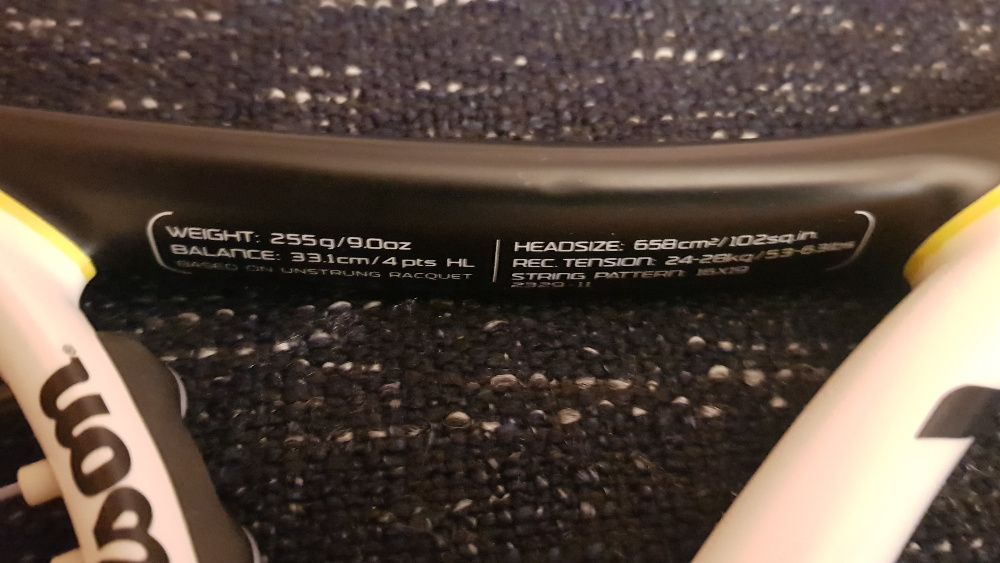 WEIGHT: 255g/9.0oz
BALANCE: 33.1cm/4 pts HL
BASED ON UNSTRUNG RACQUET
HEADSIZE: 658cm²/102sq.in.
REC. TENSION: 24-28kg/53-63lbs
STRING PATTERN: 16X19
2329-11